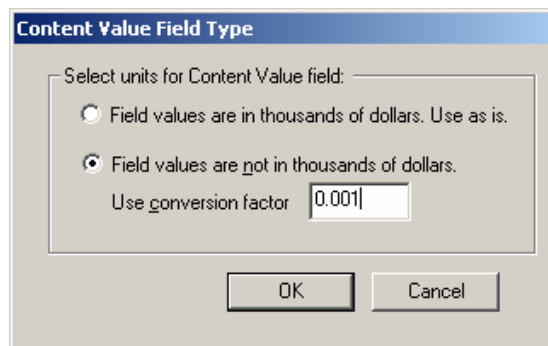 Content Value Field Type
Select units for Content Value field:
Field values are in thousands of dollars. Use as is.
Field values are not in thousands of dollars.
Use conversion factor 0.001
OK Cancel